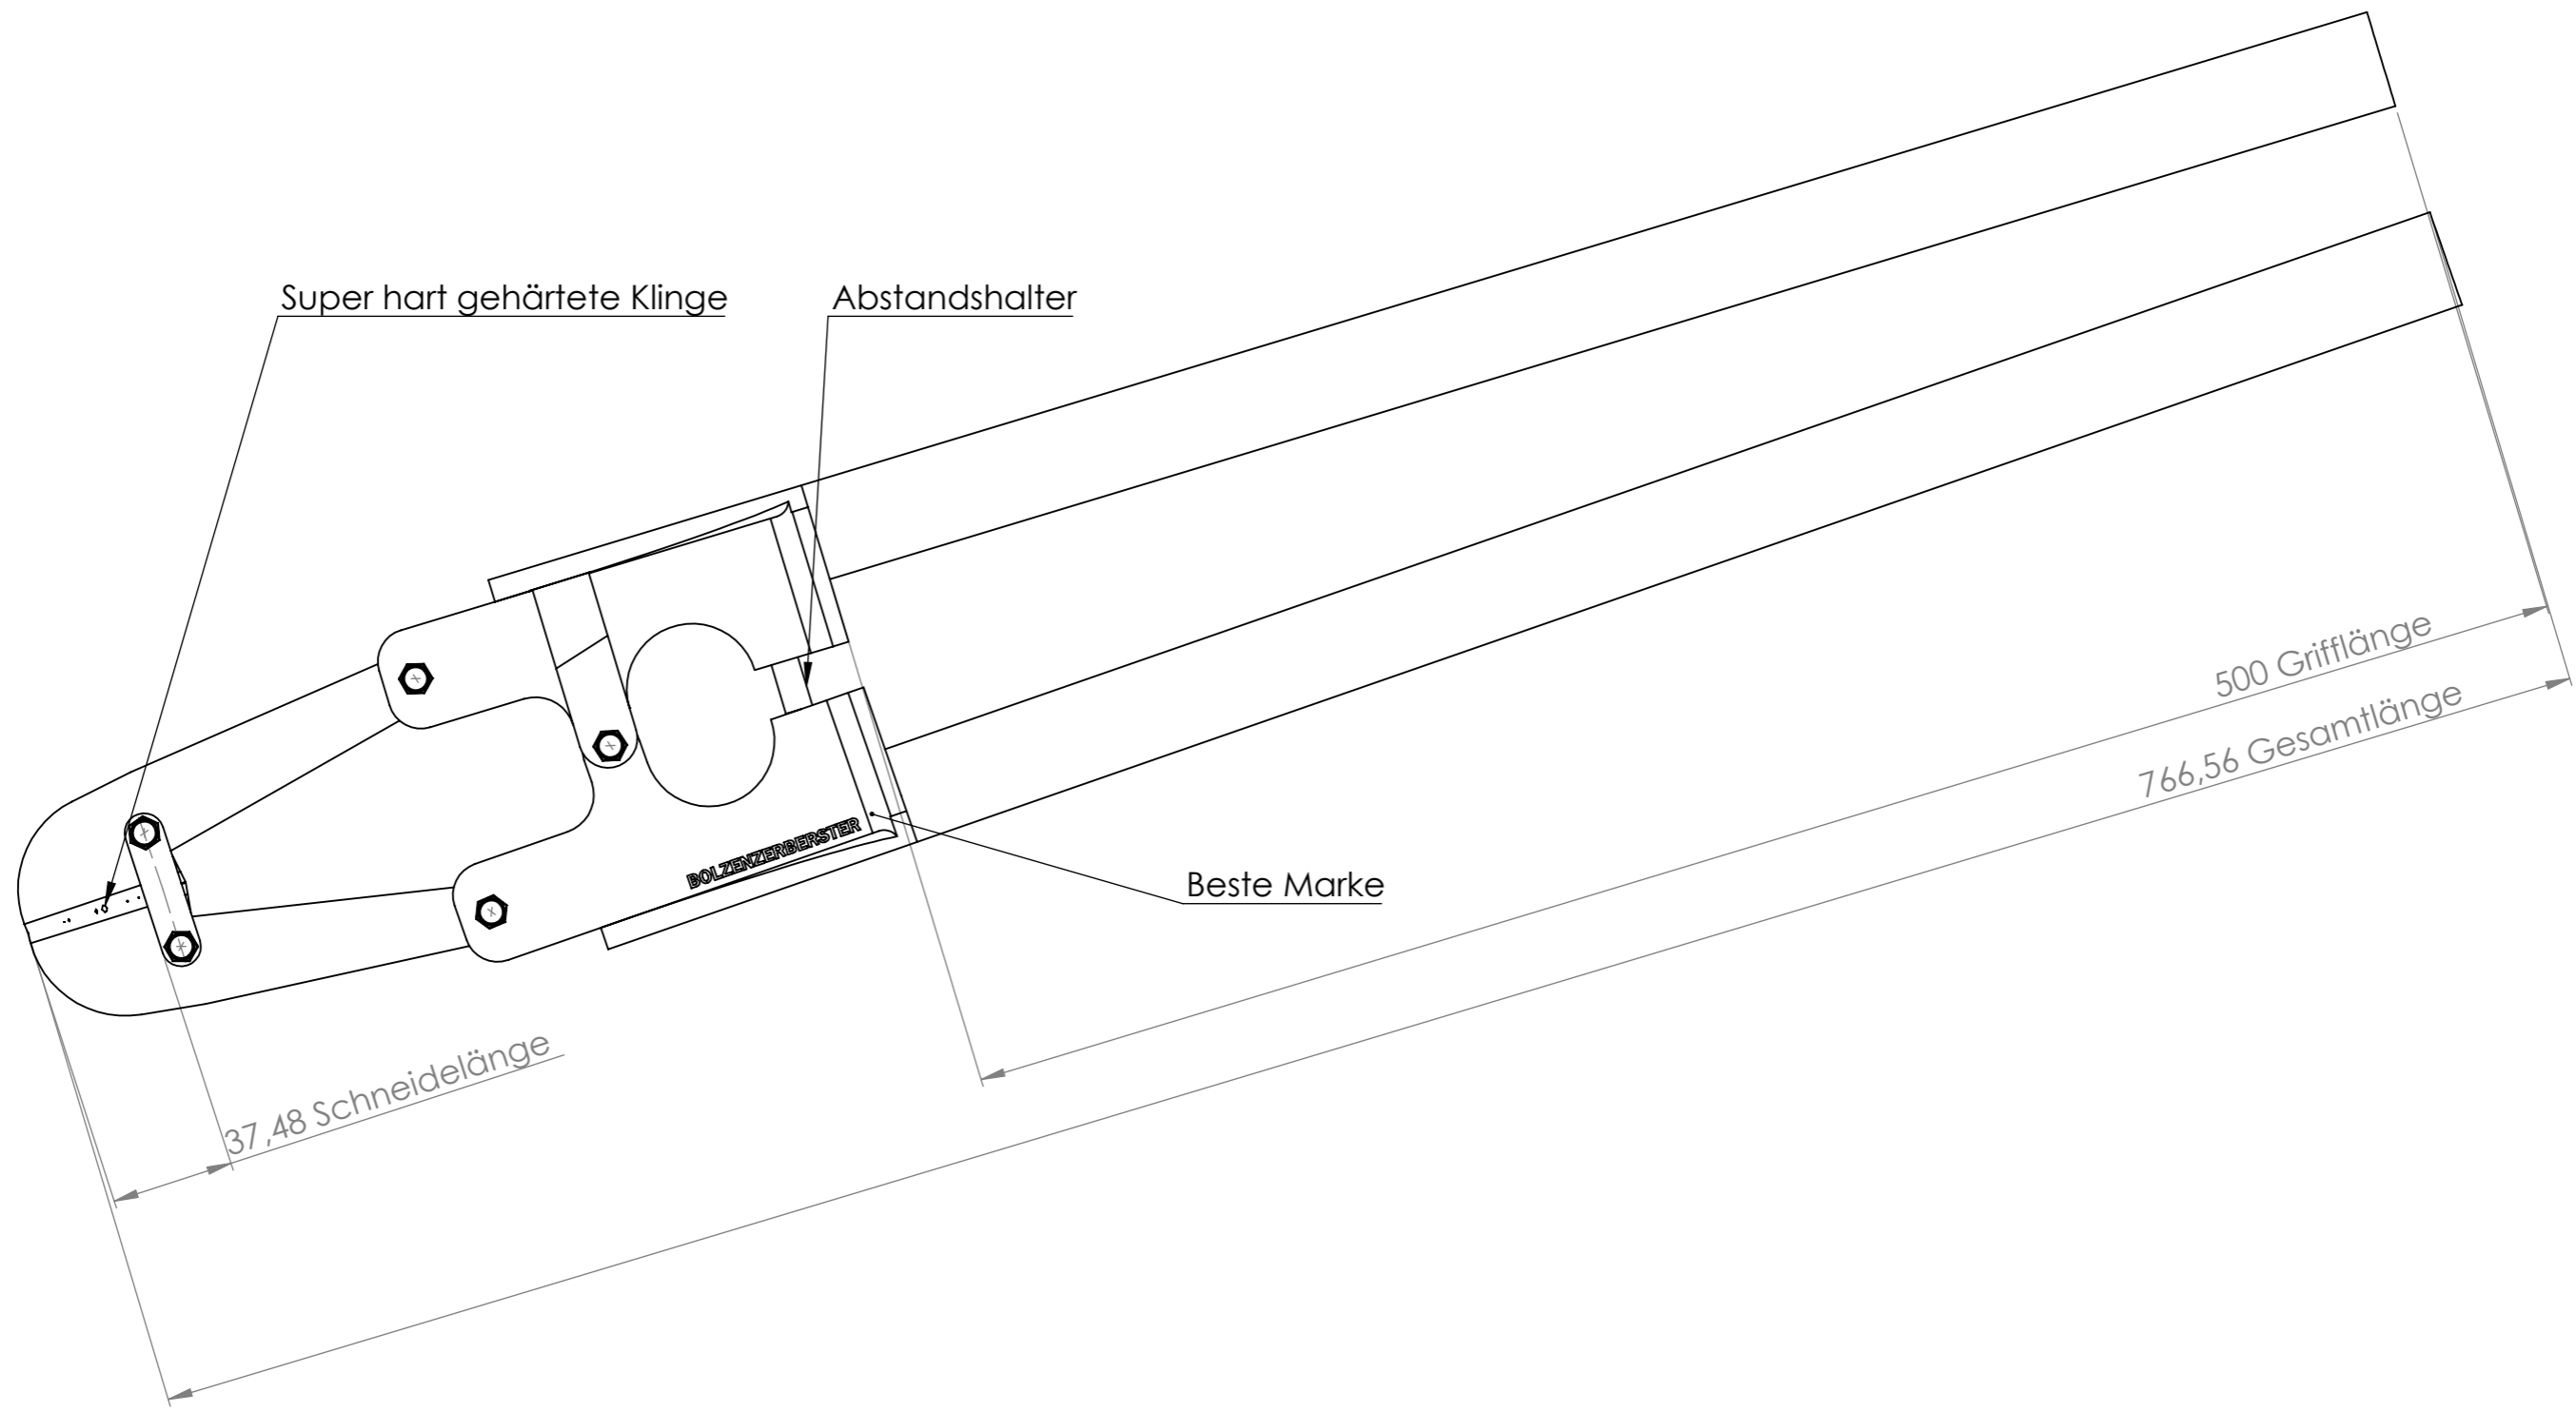 Super hart gehärtete Klinge
Abstandshalter
500 Grifflänge
766,56 Gesamtlänge
BOLZENZERBERSTER
Beste Marke
37,48 Schneidelänge